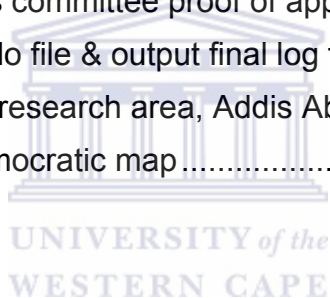 s committee proof of app
lo file & output final log
research area, Addis Ab
mocratic map..................
UNIVERSITY of the
WESTERN CAPE